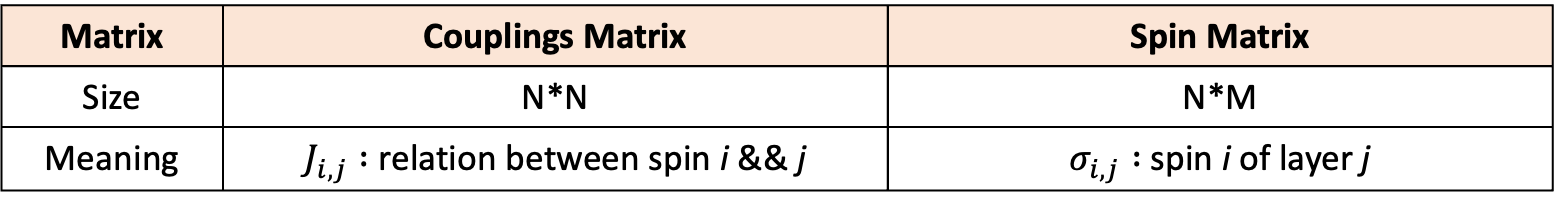 Matrix Couplings Matrix Spin Matrix
Size N*N N*M
Meaning J_{i,j} : relation between spin i && j σ_{i,j} : spin i of layer j